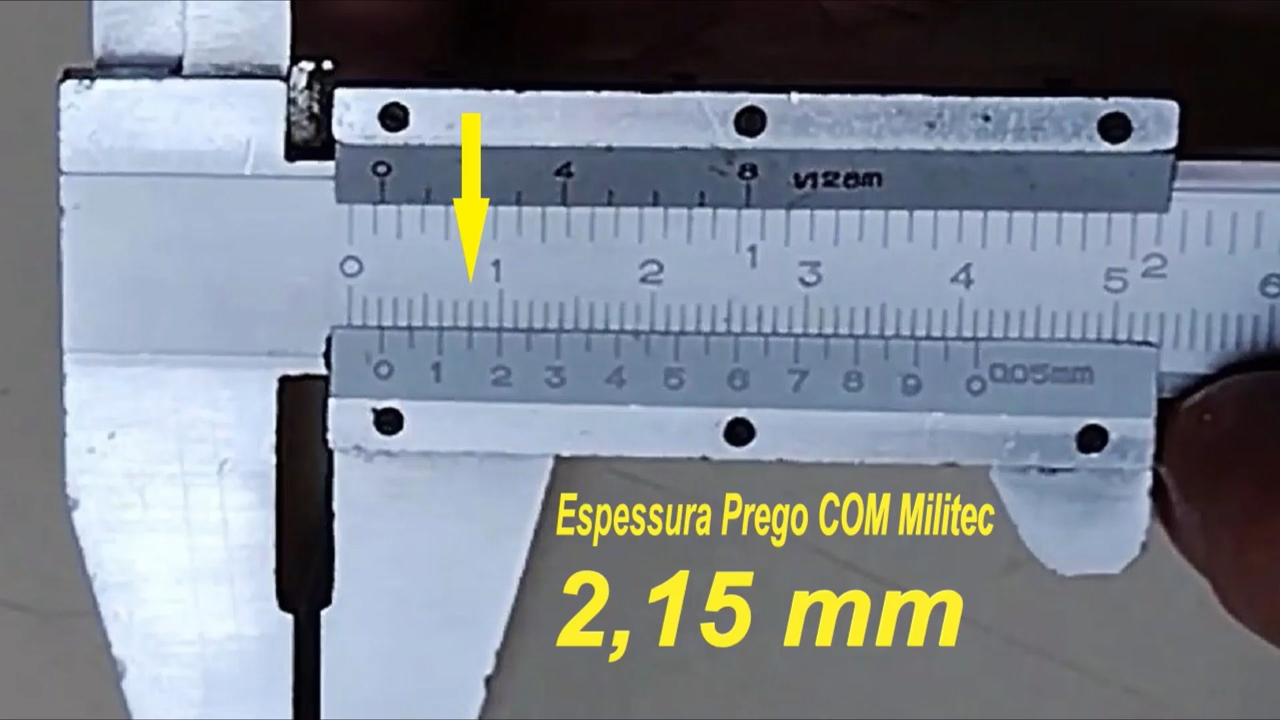 0 4 8 1/128in
0 1 2 1 3 4 5 2 6
0 1 2 3 4 5 6 7 8 9 0 0.05mm
Espessura Prego COM Militec
2,15 mm